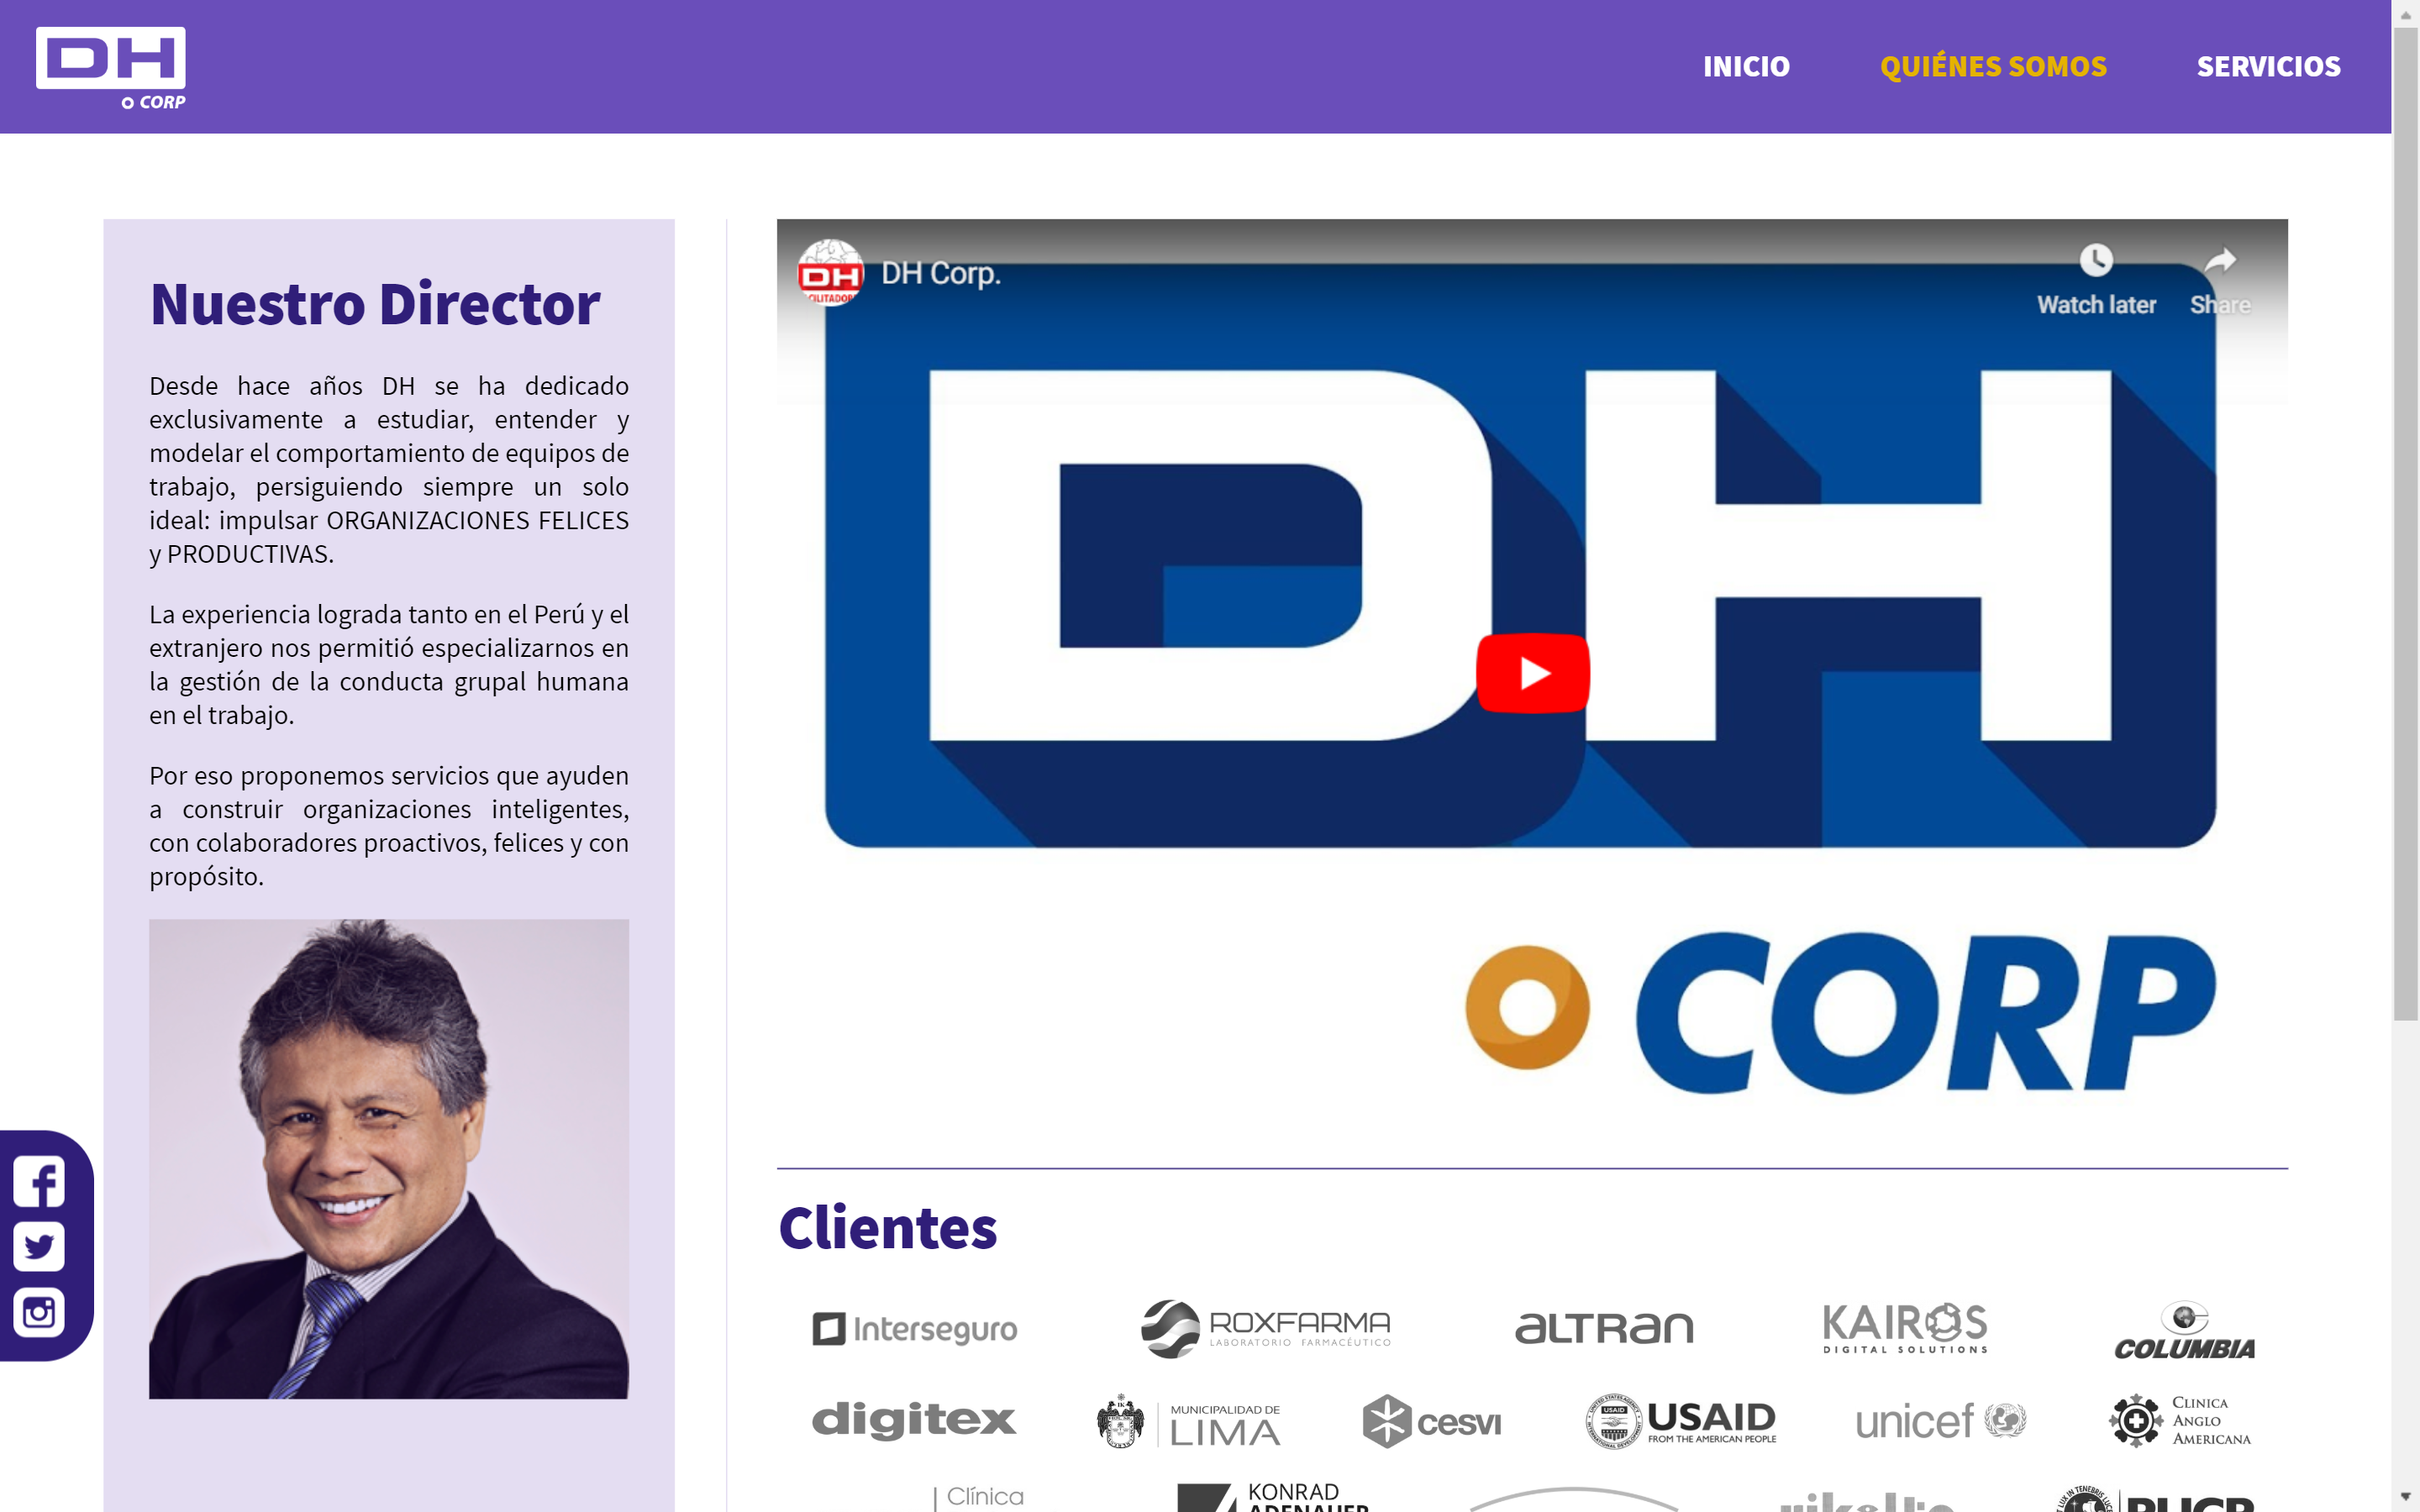 DH
CORP
INICIO
QUIÉNES SOMOS
SERVICIOS
Nuestro Director
Desde hace años DH se ha dedicado
exclusivamente a estudiar, entender y
modelar el comportamiento de equipos de
trabajo, persiguiendo siempre un solo
ideal: impulsar ORGANIZACIONES FELICES
y PRODUCTIVAS.
La experiencia lograda tanto en el Perú y el
extranjero nos permitió especializarnos en
la gestión de la conducta grupal humana
en el trabajo.
Por eso proponemos servicios que ayuden
a construir organizaciones inteligentes,
con colaboradores proactivos, felices y con
propósito.
DH
DH Corp.
Watch later
Share
DH
CORP
Clientes
Interseguro
ROXFARMA
LABORATORIO FARMACÉUTICO
ALTRAN
KAIROS
DIGITAL SOLUTIONS
COLUMBIA
digitex
MUNICIPALIDAD DE
LIMA
CESVI
USAID
USAID
FROM THE AMERICAN PEOPLE
unicef
CLINICA
ANGLO
AMERICANA
Clínica
KONRAD
ADENAUER
PUCP